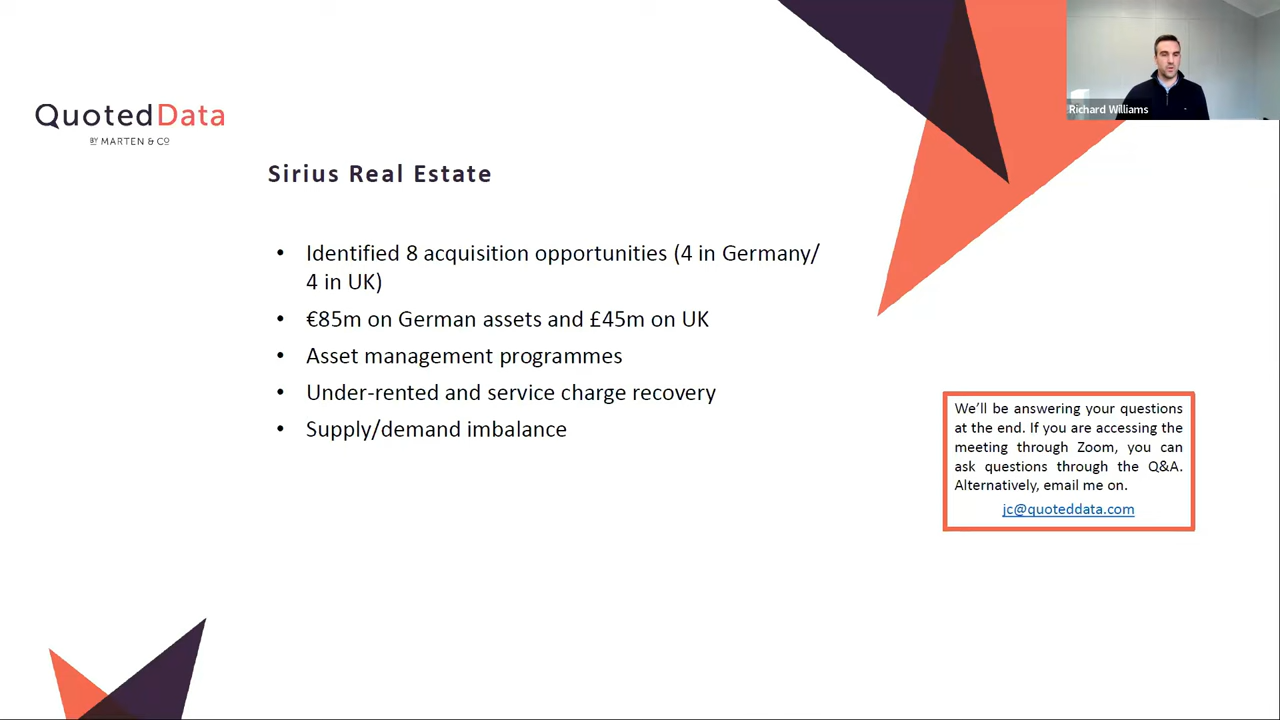 QuotedData
BY MARTEN & CO
Richard Williams
Sirius Real Estate
• Identified 8 acquisition opportunities (4 in Germany/
4 in UK)
• €85m on German assets and £45m on UK
• Asset management programmes
• Under-rented and service charge recovery
• Supply/demand imbalance
We'll be answering your questions
at the end. If you are accessing the
meeting through Zoom, you can
ask questions through the Q&A.
Alternatively, email me on.
jc@quoteddata.com